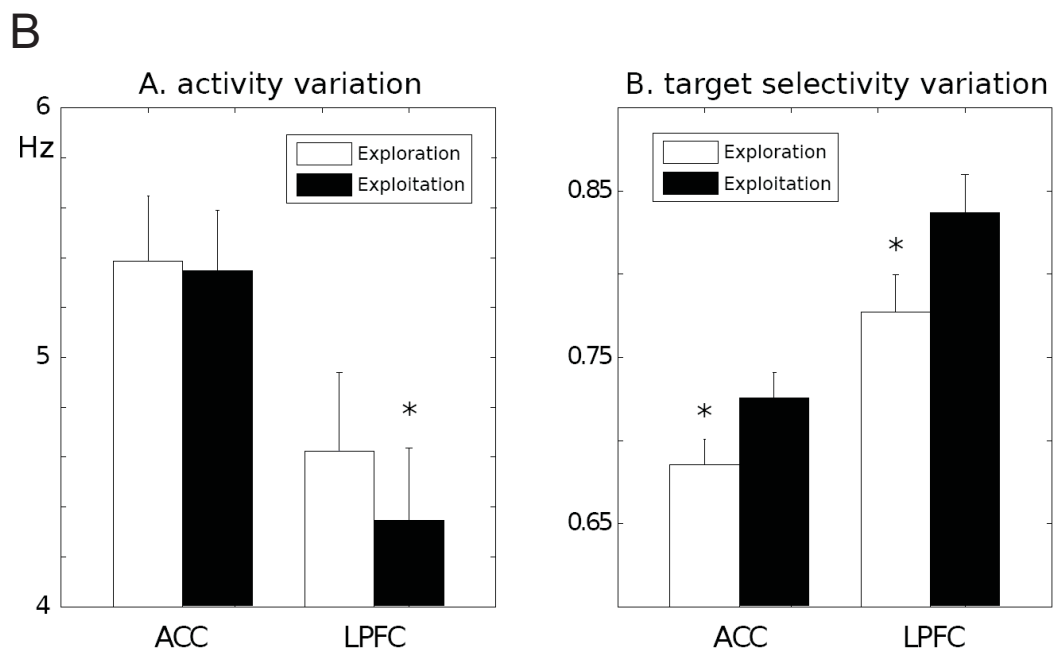 B
A. activity variation
6
Hz
5
4
Exploration
Exploitation
*
ACC
LPFC
B. target selectivity variation
0.85
0.75
0.65
Exploration
Exploitation
*
*
ACC
LPFC